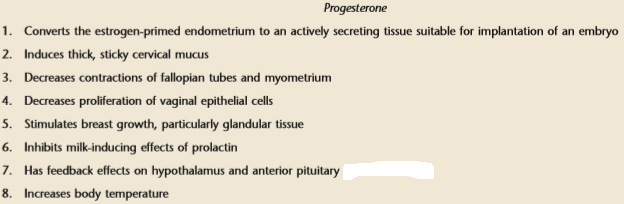 Progesterone
1. Converts the estrogen-primed endometrium to an actively secreting tissue suitable for implantation of an embryo
2. Induces thick, sticky cervical mucus
3. Decreases contractions of fallopian tubes and myometrium
4. Decreases proliferation of vaginal epithelial cells
5. Stimulates breast growth, particularly glandular tissue
6. Inhibits milk-inducing effects of prolactin
7. Has feedback effects on hypothalamus and anterior pituitary
8. Increases body temperature